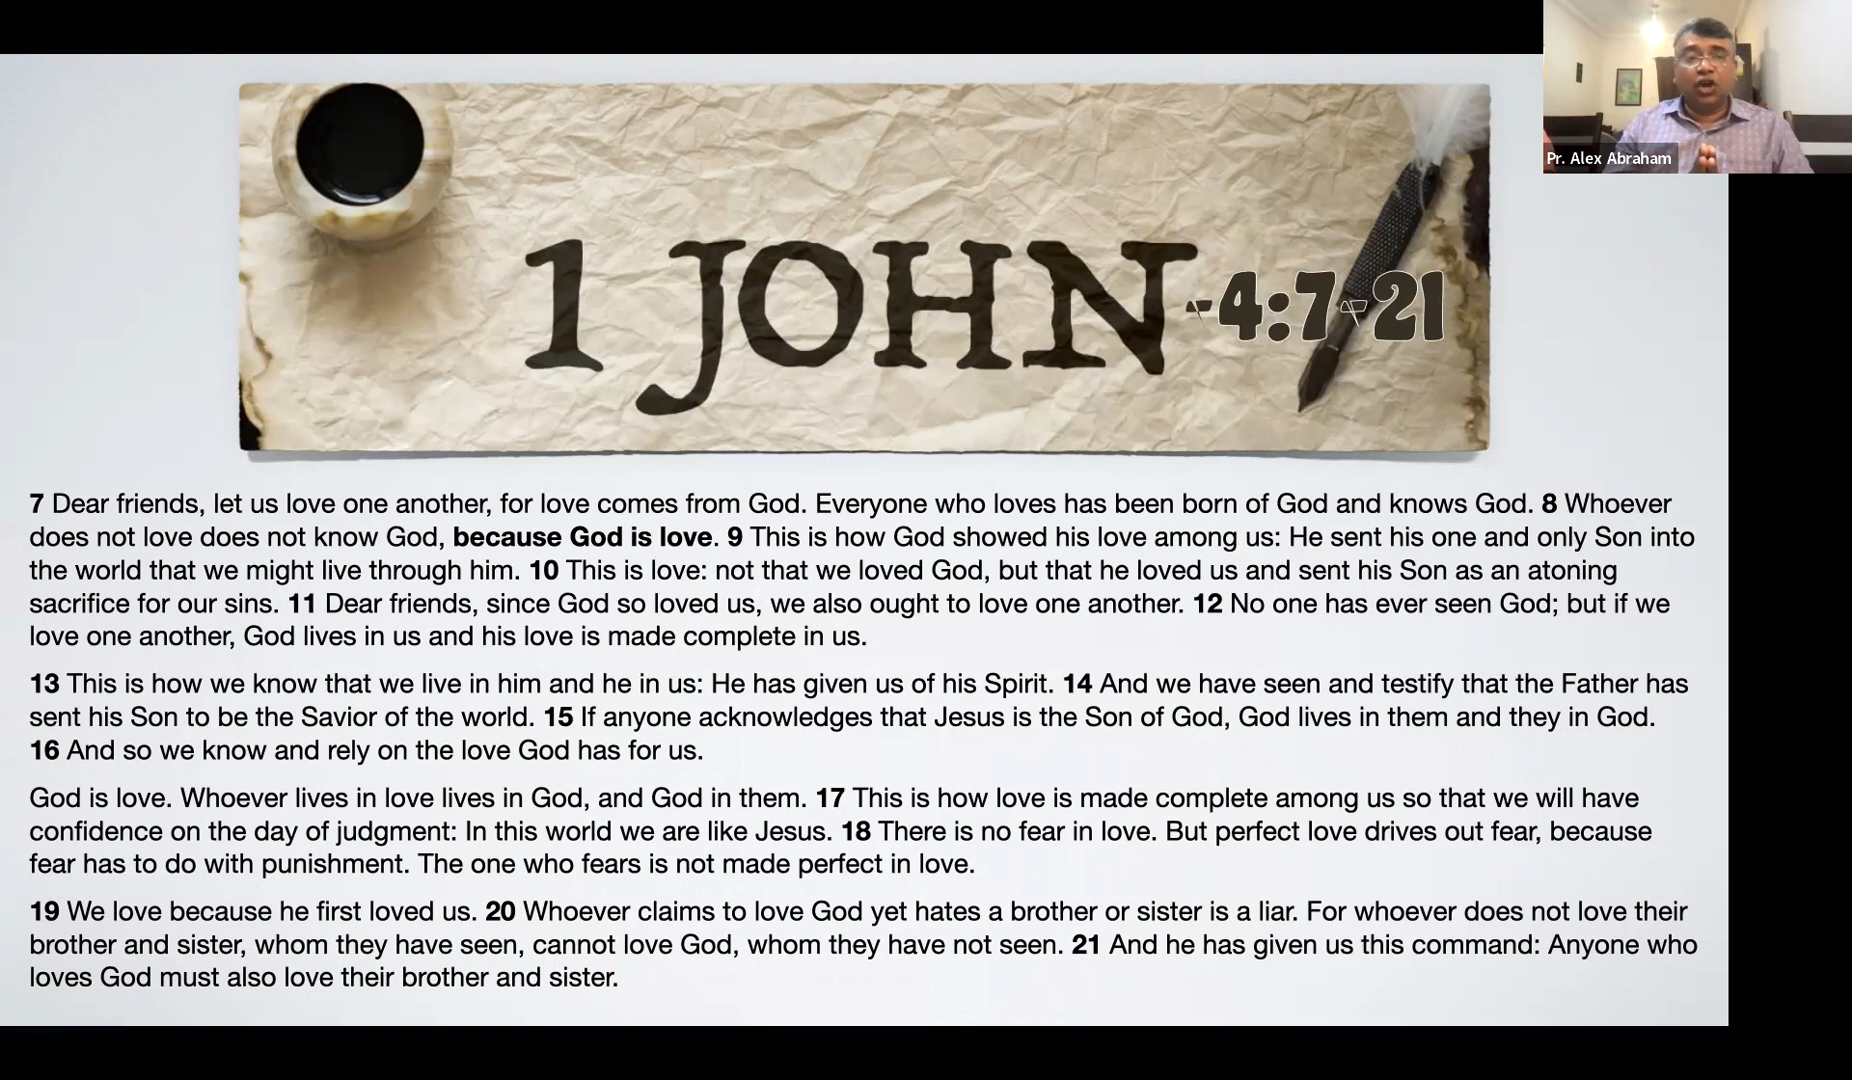 Pr. Alex Abraham
1 JOHN -4:7-21
7 Dear friends, let us love one another, for love comes from God. Everyone who loves has been born of God and knows God. 8 Whoever
does not love does not know God, because God is love. 9 This is how God showed his love among us: He sent his one and only Son into
the world that we might live through him. 10 This is love: not that we loved God, but that he loved us and sent his Son as an atoning
sacrifice for our sins. 11 Dear friends, since God so loved us, we also ought to love one another. 12 No one has ever seen God; but if we
love one another, God lives in us and his love is made complete in us.
13 This is how we know that we live in him and he in us: He has given us of his Spirit. 14 And we have seen and testify that the Father has
sent his Son to be the Savior of the world. 15 If anyone acknowledges that Jesus is the Son of God, God lives in them and they in God.
16 And so we know and rely on the love God has for us.
God is love. Whoever lives in love lives in God, and God in them. 17 This is how love is made complete among us so that we will have
confidence on the day of judgment: In this world we are like Jesus. 18 There is no fear in love. But perfect love drives out fear, because
fear has to do with punishment. The one who fears is not made perfect in love.
19 We love because he first loved us. 20 Whoever claims to love God yet hates a brother or sister is a liar. For whoever does not love their
brother and sister, whom they have seen, cannot love God, whom they have not seen. 21 And he has given us this command: Anyone who
loves God must also love their brother and sister.